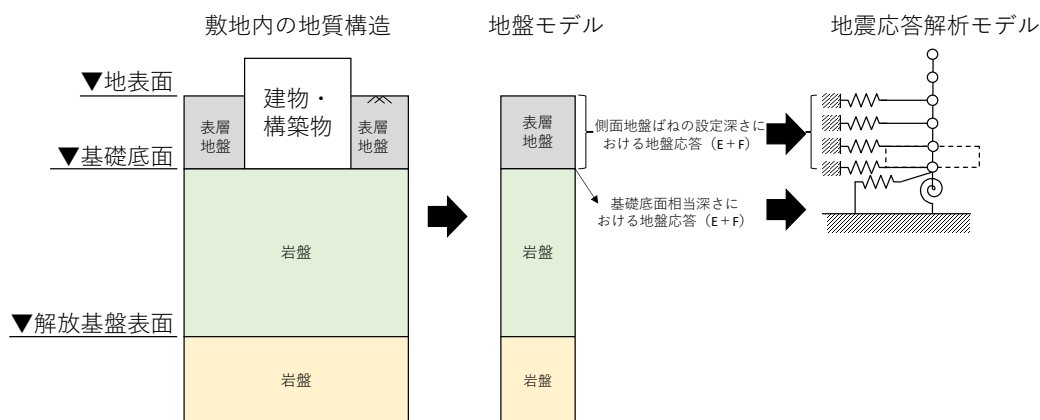 敷地内の地質構造
地盤モデル
地震応答解析モデル
▼地表面
建物・
構築物
表層
地盤
表層
地盤
▼基礎底面
岩盤
▼解放基盤表面
岩盤
表層
地盤
岩盤
岩盤
側面地盤ばねの設定深さに
おける地盤応答（E＋F）
基礎底面相当深さに
おける地盤応答（E＋F）